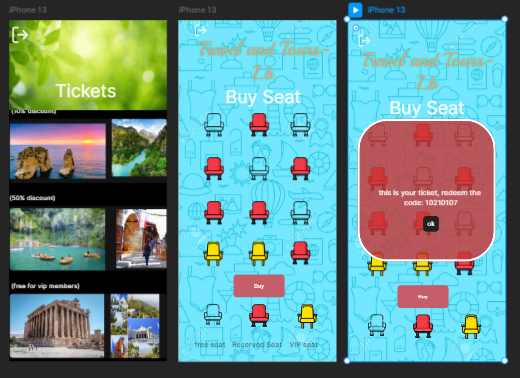 iPhone 13
Tickets
(10% discount)
(50% discount)
(free for vip members)
iPhone 13
Travel and Tours-
Lb
Buy Seat
Buy
free seat Reserved Seat VIP seat
iPhone 13
Travel and Tours-
Lb
Buy Seat
this is your ticket, redeem the
code: 10210107
ok
Buy